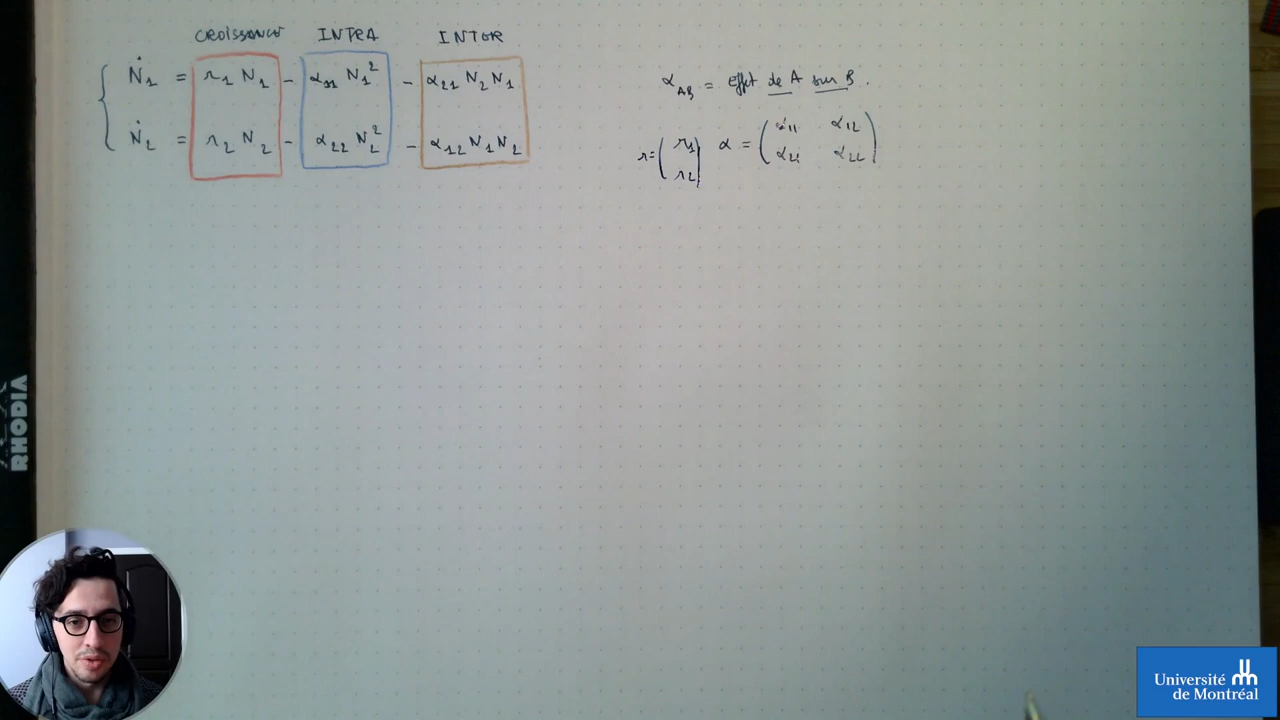 CROISSANCE INTRA INTER
Ṅ₁ = r₁ N₁ - α₁₁ N₁² - α₂₁ N₂ N₁
Ṅ₂ = r₂ N₂ - α₂₂ N₂² - α₁₂ N₁ N₂
α_AB = effet de A sur B.
r = (r₁ r₂) α = (α₁₁ α₁₂ α₂₁ α₂₂)
RHODIA
Université
de Montréal